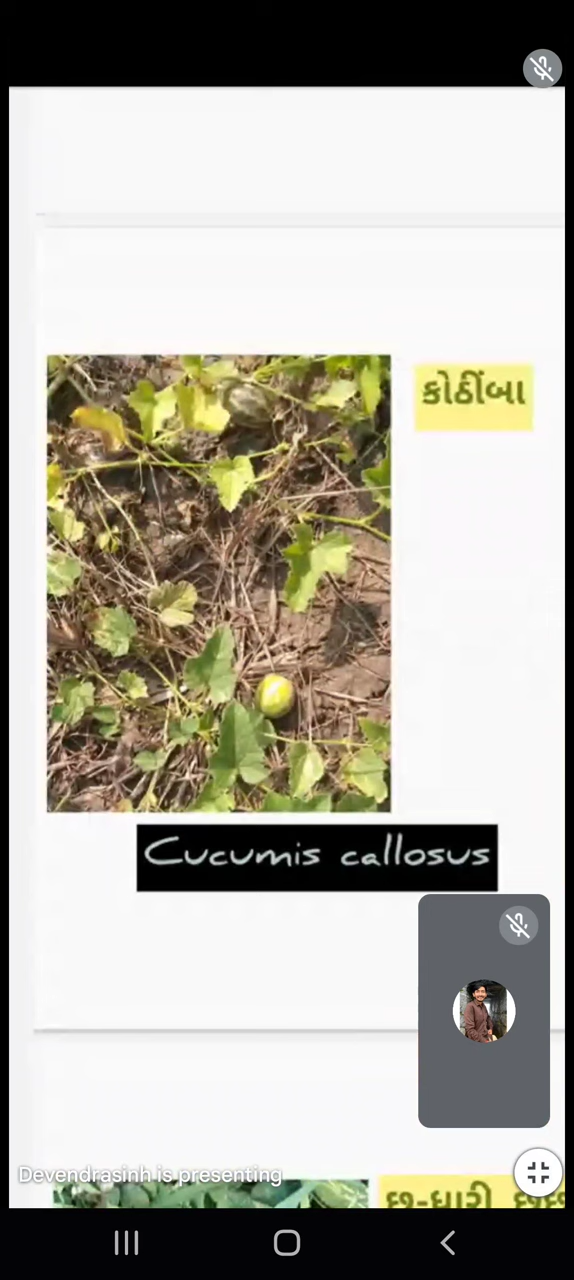 કોઠીંબા
Cucumis callosus
Devendrasinh is presenting